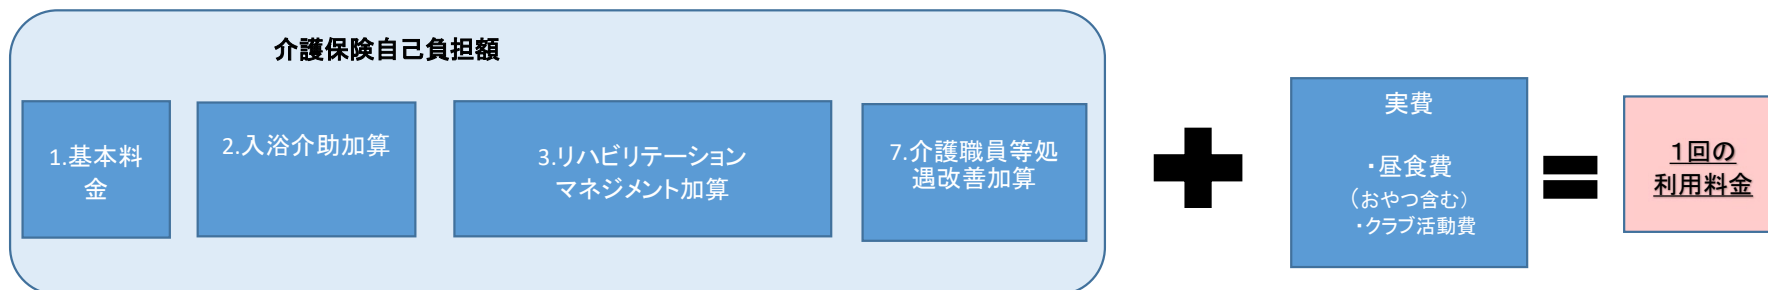 介護保険自己負担額
1.基本料
金
2.入浴介助加算
3.リハビリテーション
マネジメント加算
7.介護職員等処
遇改善加算
実費
・昼食費
（おやつ含む）
・クラブ活動費
１回の
利用料金